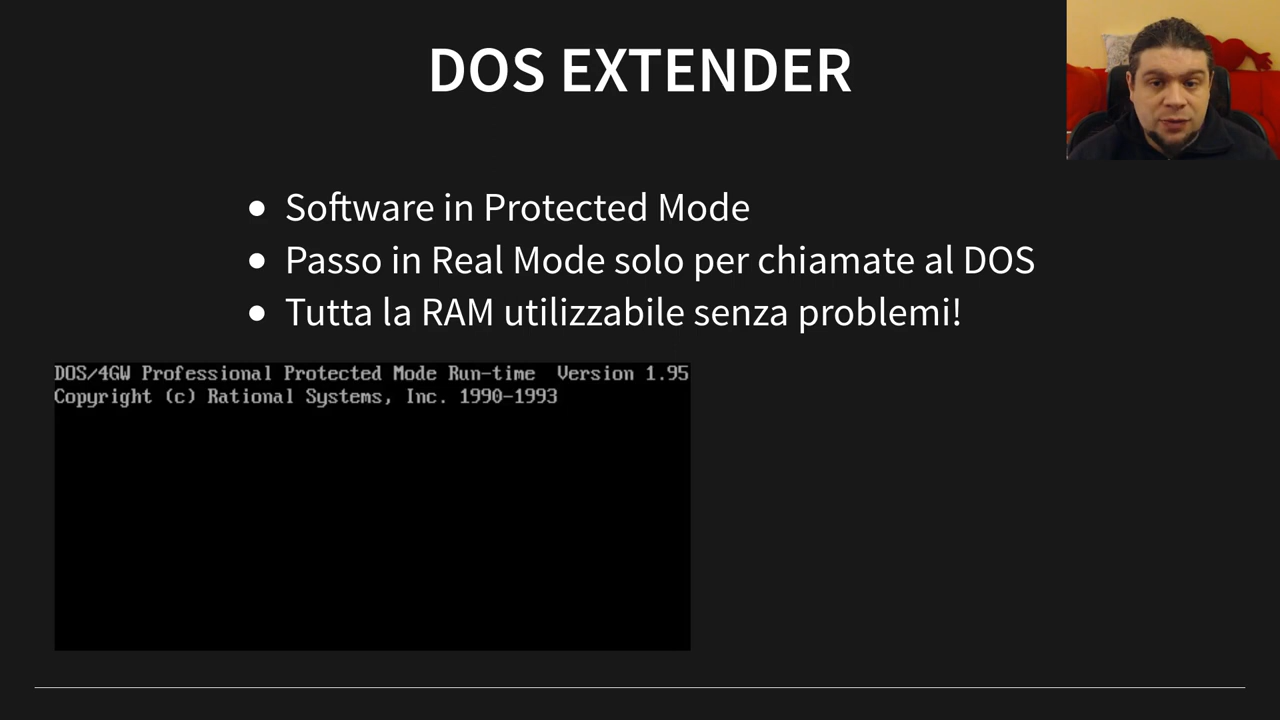 DOS EXTENDER
Software in Protected Mode
Passo in Real Mode solo per chiamate al DOS
Tutta la RAM utilizzabile senza problemi!
DOS/4GW Professional Protected Mode Run-time  Version 1.95
Copyright (c) Rational Systems, Inc. 1990-1993